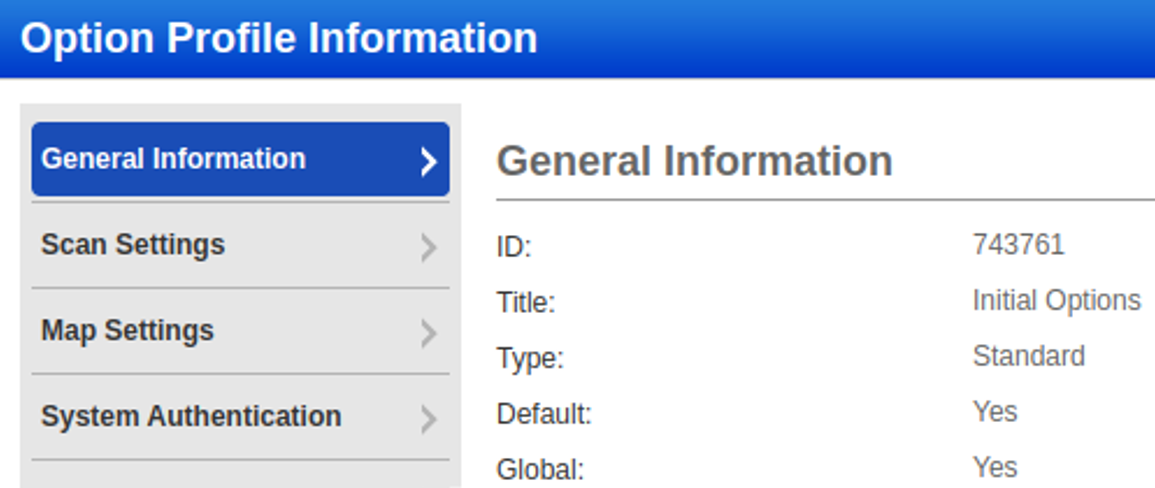 Option Profile Information
General Information
Scan Settings
Map Settings
System Authentication
General Information
ID: 743761
Title: Initial Options
Type: Standard
Default: Yes
Global: Yes